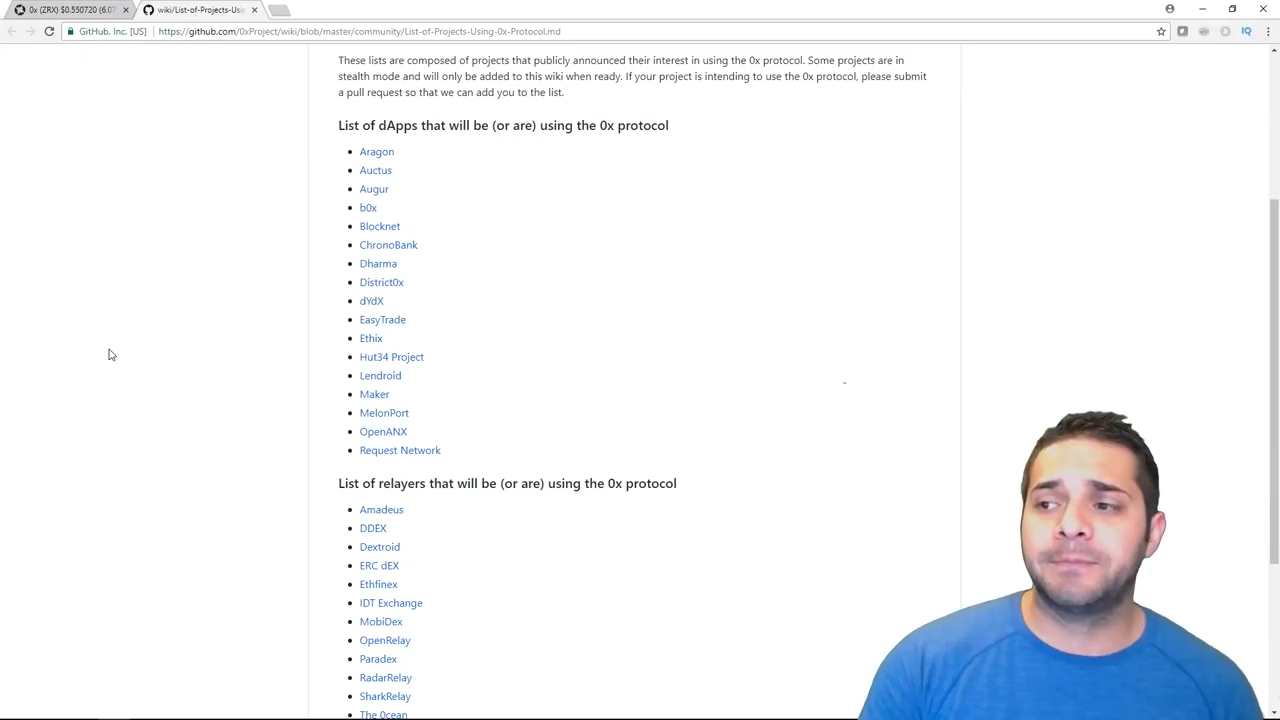 0x (ZRX) $0.550720 (6.07
wiki/List-of-Projects-Usin
GitHub, Inc. [US] https://github.com/0xProject/wiki/blob/master/community/List-of-Projects-Using-0x-Protocol.md
These lists are composed of projects that publicly announced their interest in using the 0x protocol. Some projects are in
stealth mode and will only be added to this wiki when ready. If your project is intending to use the 0x protocol, please submit
a pull request so that we can add you to the list.
List of dApps that will be (or are) using the 0x protocol
Aragon
Auctus
Augur
b0x
Blocknet
ChronoBank
Dharma
District0x
dYdX
EasyTrade
Ethix
Hut34 Project
Lendroid
Maker
MelonPort
OpenANX
Request Network
List of relayers that will be (or are) using the 0x protocol
Amadeus
DDEX
Dextroid
ERC dEX
Ethfinex
IDT Exchange
MobiDex
OpenRelay
Paradex
RadarRelay
SharkRelay
The 0cean